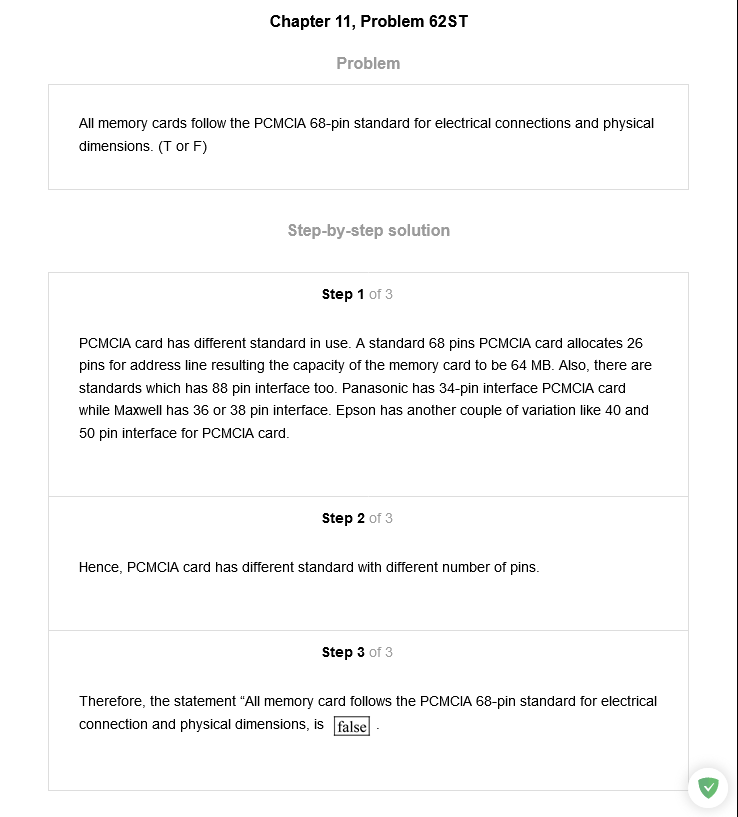 Chapter 11, Problem 62ST
Problem
All memory cards follow the PCMCIA 68-pin standard for electrical connections and physical
dimensions. (T or F)
Step-by-step solution
Step 1 of 3
PCMCIA card has different standard in use. A standard 68 pins PCMCIA card allocates 26
pins for address line resulting the capacity of the memory card to be 64 MB. Also, there are
standards which has 88 pin interface too. Panasonic has 34-pin interface PCMCIA card
while Maxwell has 36 or 38 pin interface. Epson has another couple of variation like 40 and
50 pin interface for PCMCIA card.
Step 2 of 3
Hence, PCMCIA card has different standard with different number of pins.
Step 3 of 3
Therefore, the statement “All memory card follows the PCMCIA 68-pin standard for electrical
connection and physical dimensions, is false .